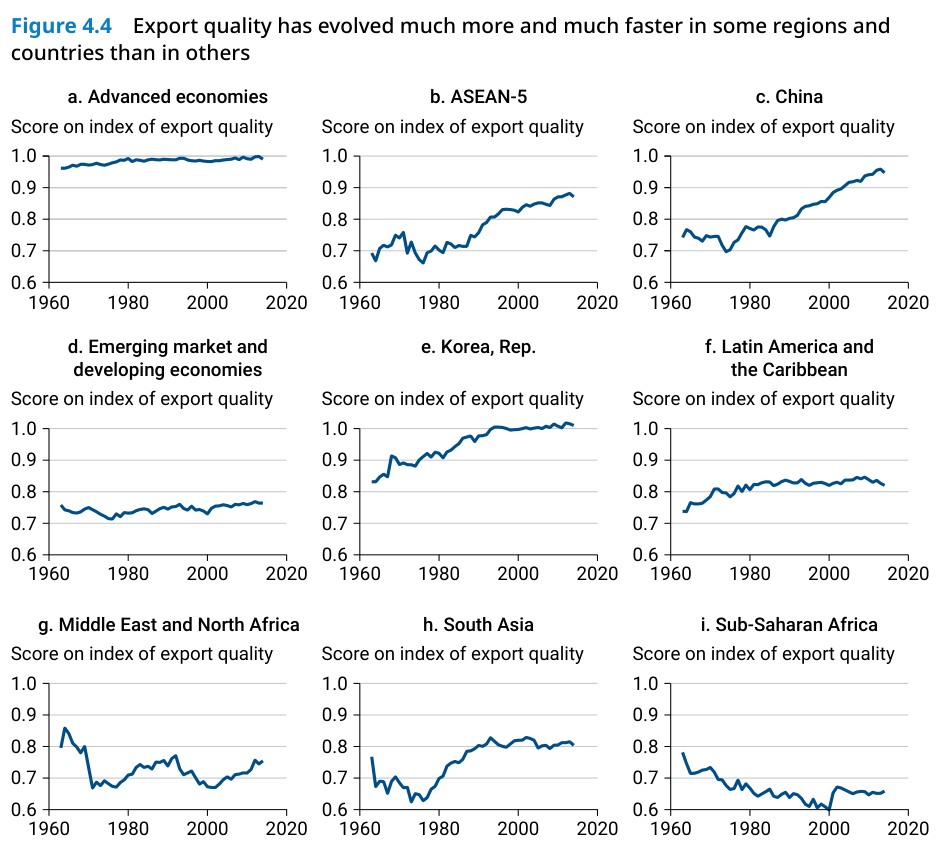 Figure 4.4 Export quality has evolved much more and much faster in some regions and
countries than in others
a. Advanced economies
Score on index of export quality
1.0
0.9
0.8
0.7
0.6
1960 1980 2000 2020
b. ASEAN-5
Score on index of export quality
1.0
0.9
0.8
0.7
0.6
1960 1980 2000 2020
c. China
Score on index of export quality
1.0
0.9
0.8
0.7
0.6
1960 1980 2000 2020
d. Emerging market and
developing economies
Score on index of export quality
1.0
0.9
0.8
0.7
0.6
1960 1980 2000 2020
e. Korea, Rep.
Score on index of export quality
1.0
0.9
0.8
0.7
0.6
1960 1980 2000 2020
f. Latin America and
the Caribbean
Score on index of export quality
1.0
0.9
0.8
0.7
0.6
1960 1980 2000 2020
g. Middle East and North Africa
Score on index of export quality
1.0
0.9
0.8
0.7
0.6
1960 1980 2000 2020
h. South Asia
Score on index of export quality
1.0
0.9
0.8
0.7
0.6
1960 1980 2000 2020
i. Sub-Saharan Africa
Score on index of export quality
1.0
0.9
0.8
0.7
0.6
1960 1980 2000 2020